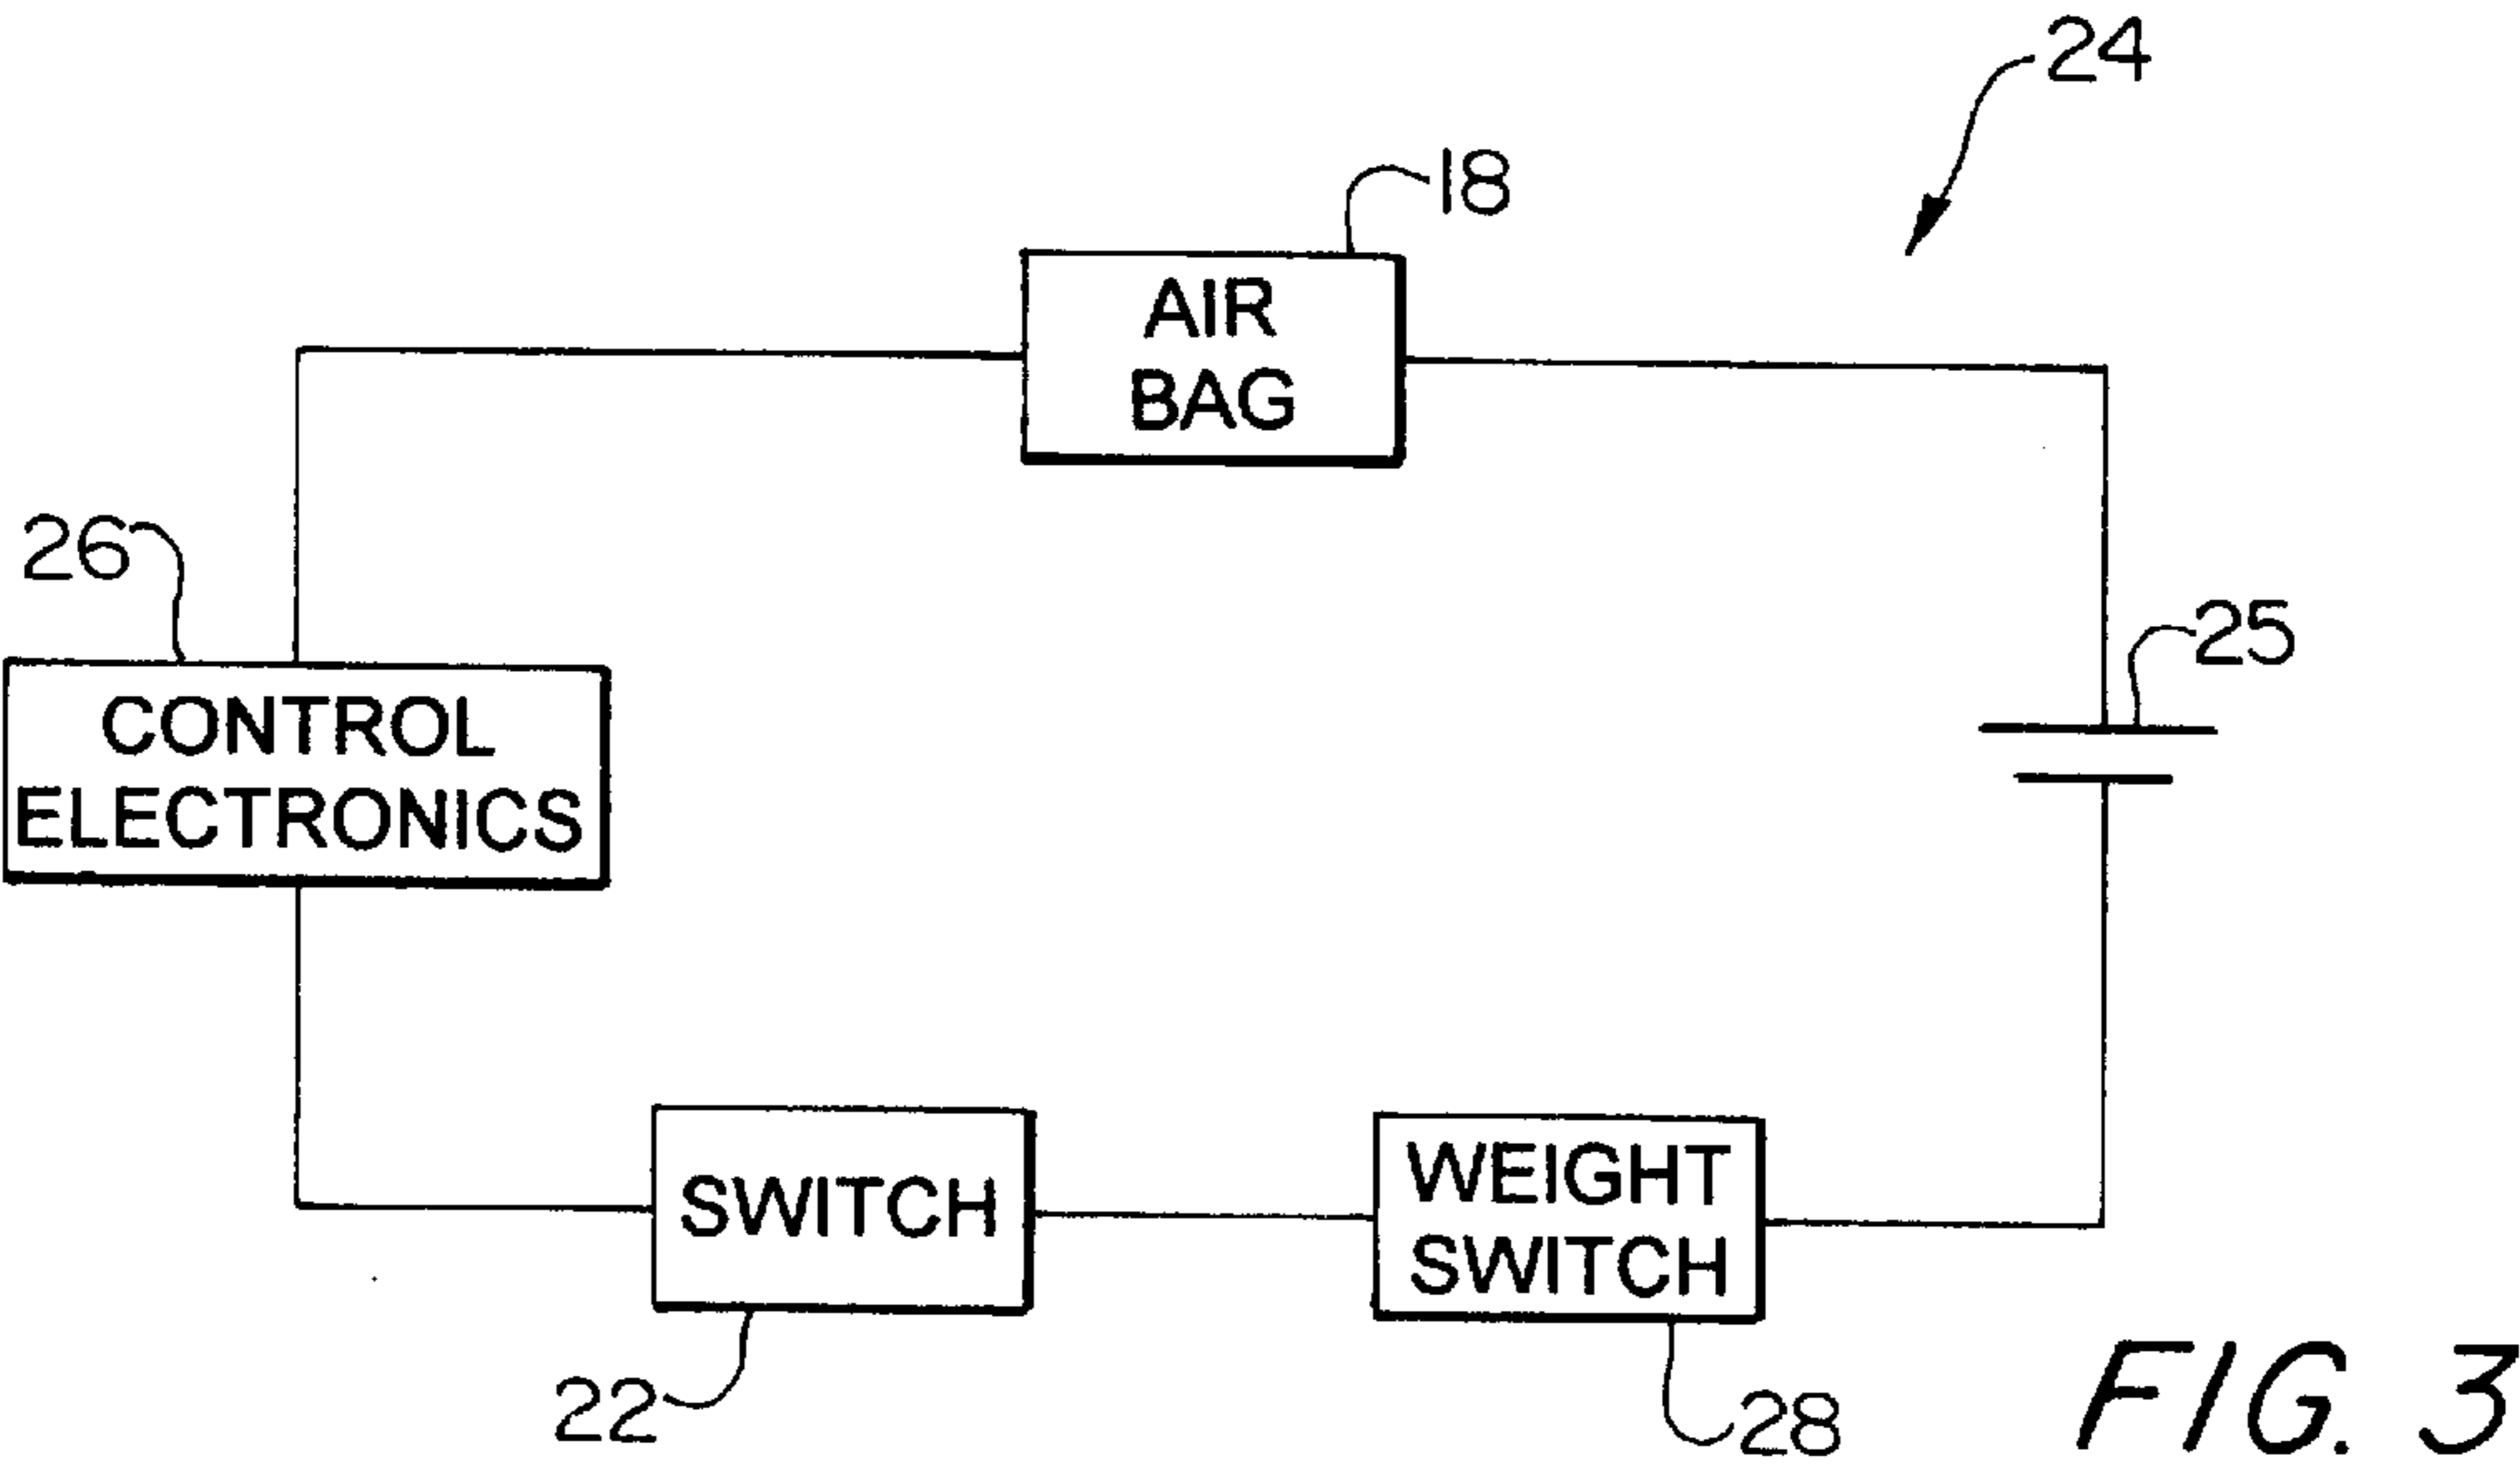 24
18
AIR
BAG
26
25
CONTROL
ELECTRONICS
SWITCH
WEIGHT
SWITCH
22
28
FIG. 3